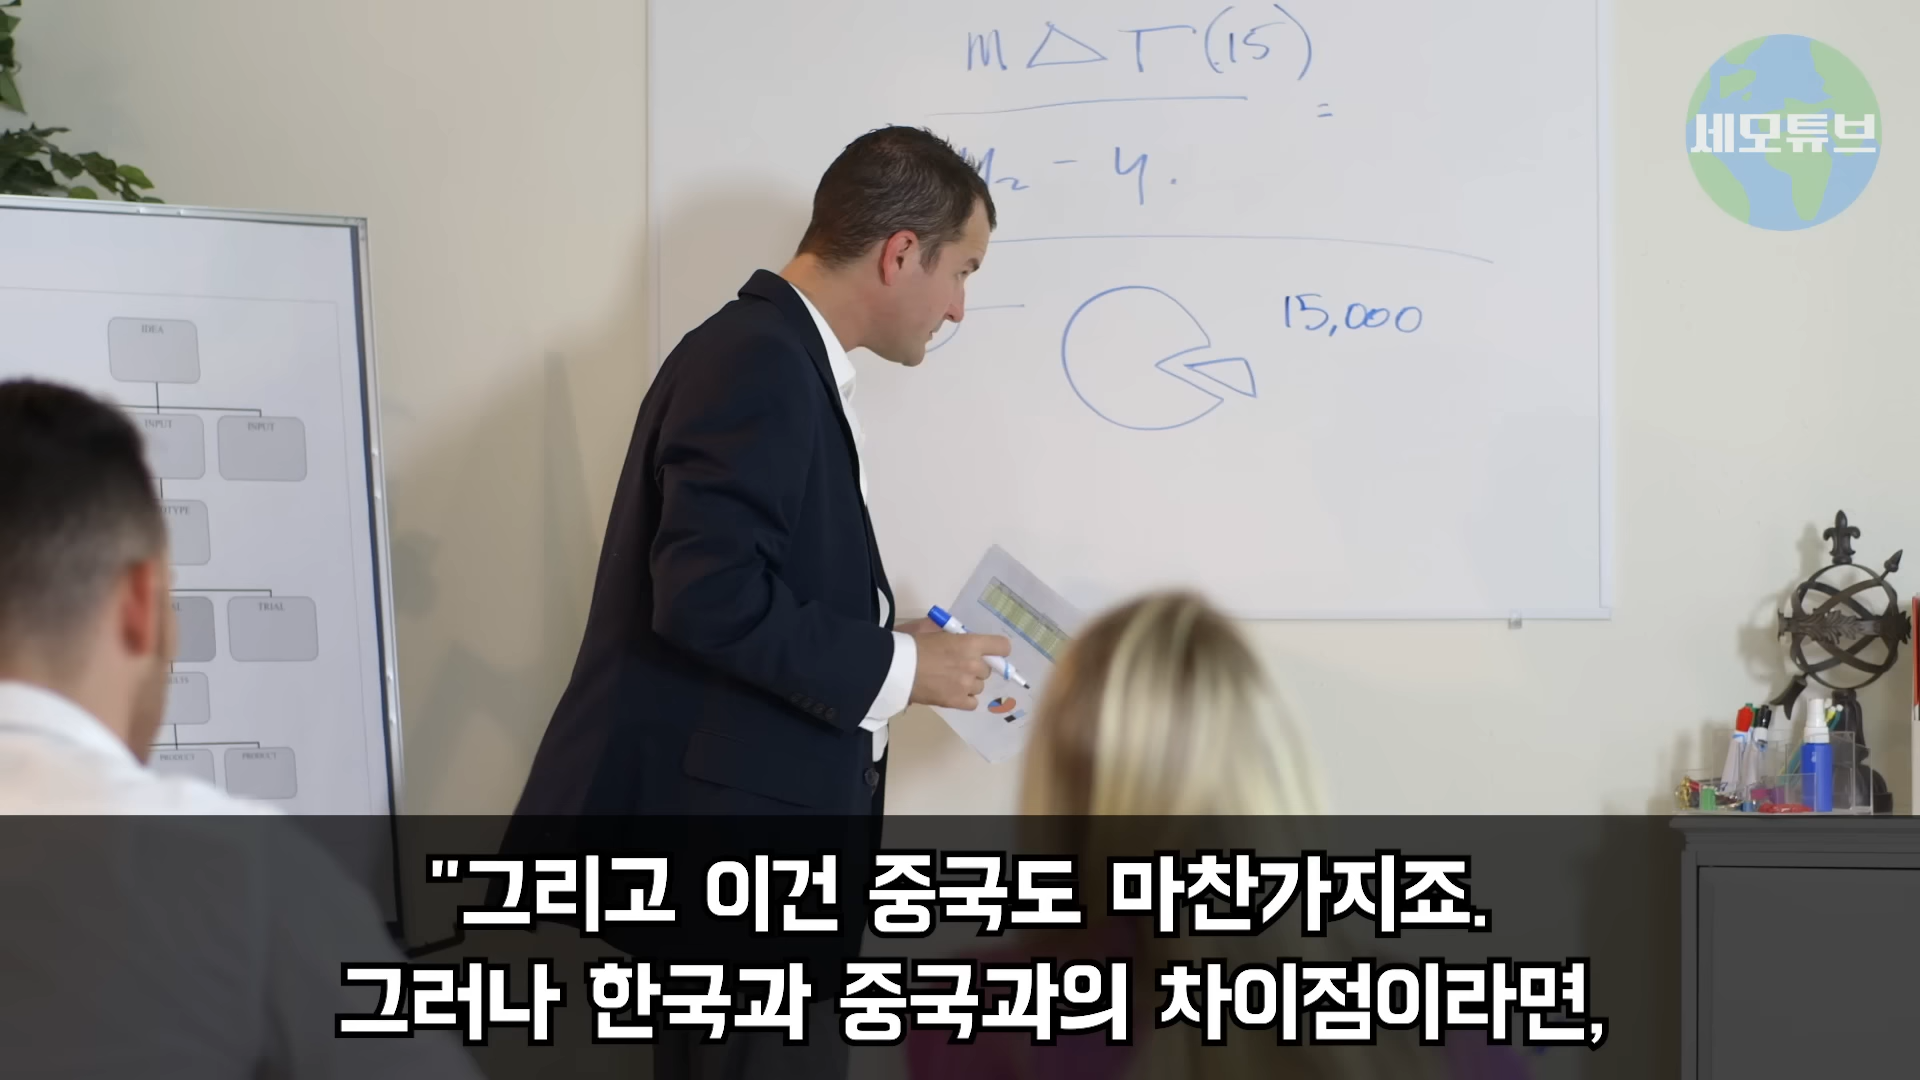 m△T(.15)
=
y₂ - y.
15,000
세모튜브
IDEA
INPUT
INPUT
TRIAL
PRODUCT
PRODUCT
"그리고 이건 중국도 마찬가지죠.
그러나 한국과 중국과의 차이점이라면,